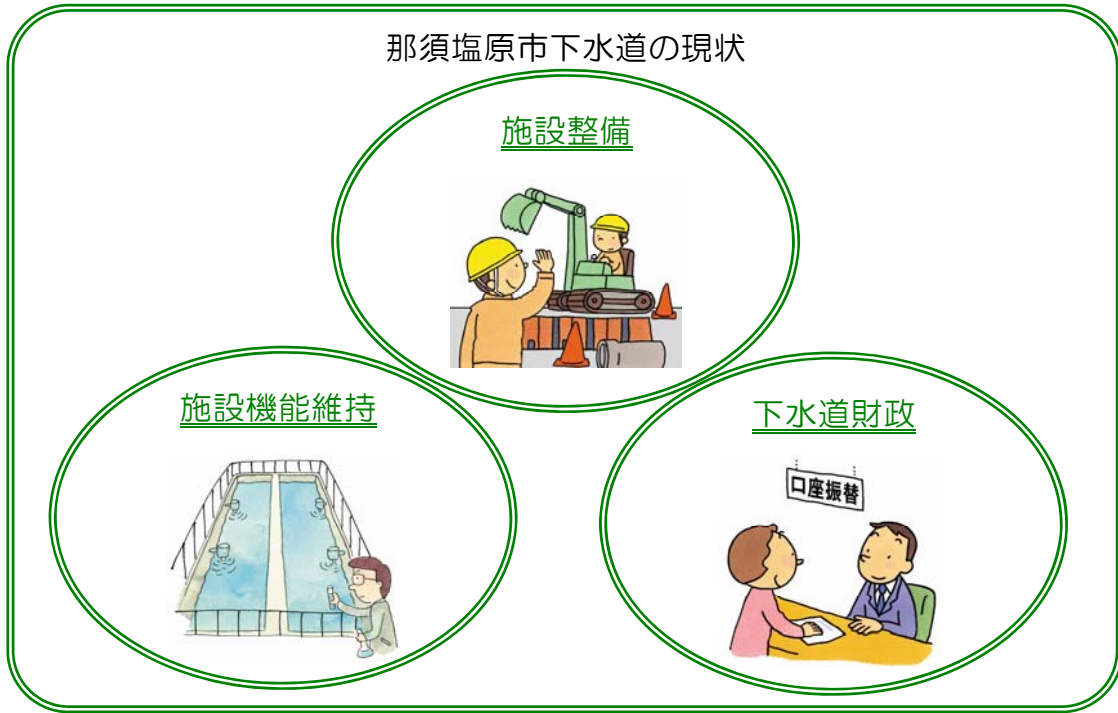 那須塩原市下水道の現状
施設整備
施設機能維持
下水道財政
口座振替